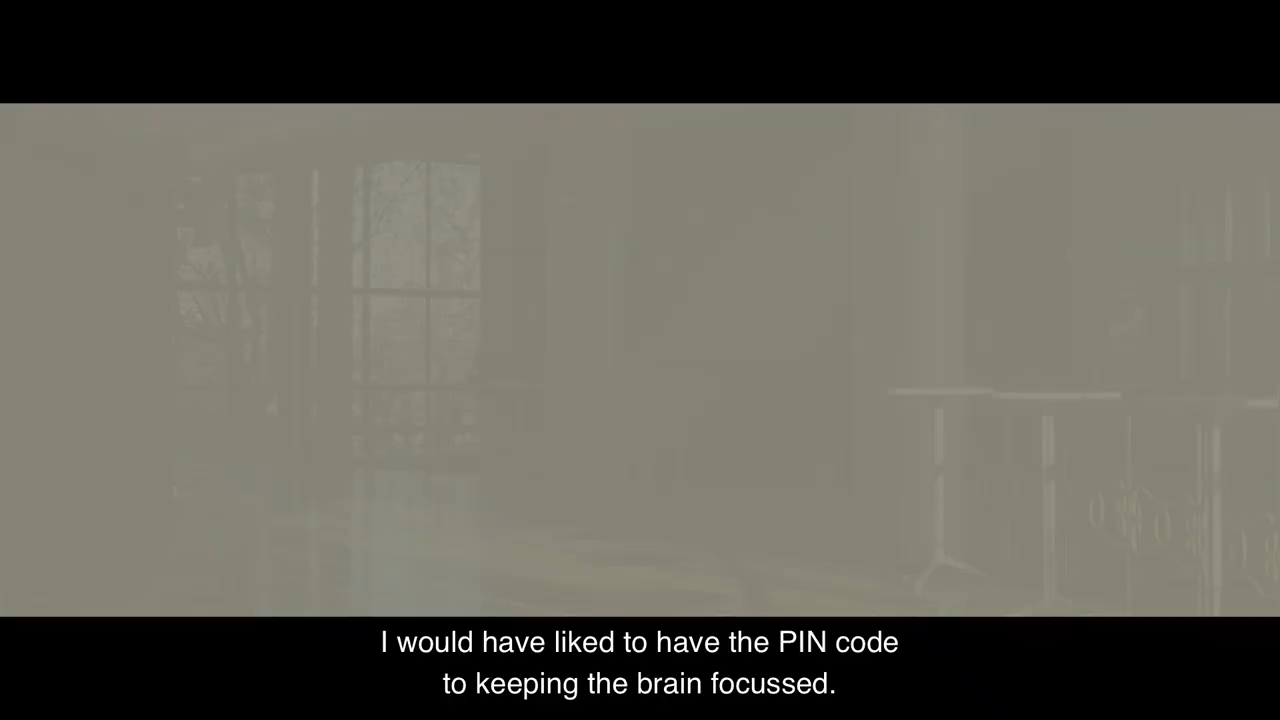 I would have liked to have the PIN code
to keeping the brain focussed.